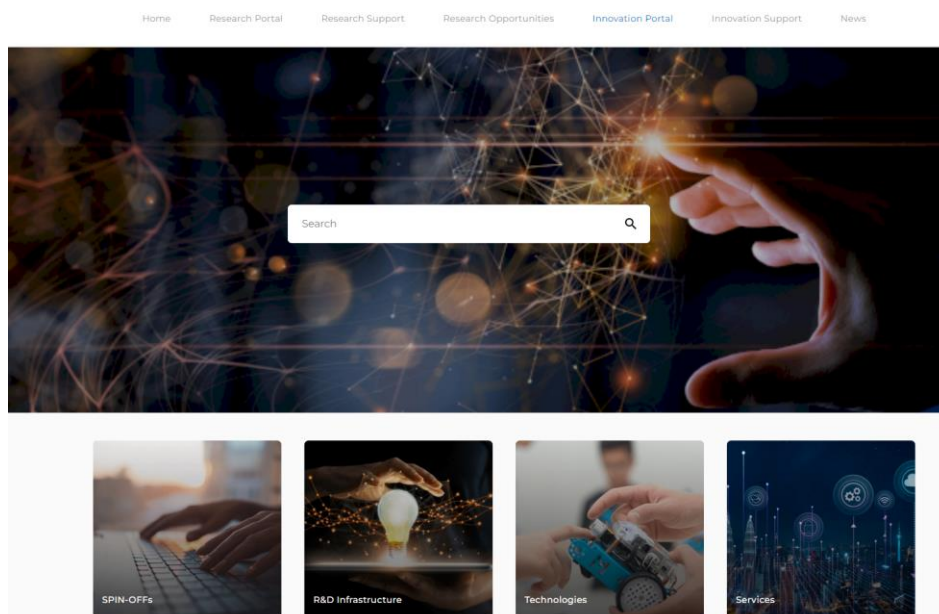 Home Research Portal Research Support Research Opportunities Innovation Portal Innovation Support News
Search
SPIN-OFFs R&D Infrastructure Technologies Services